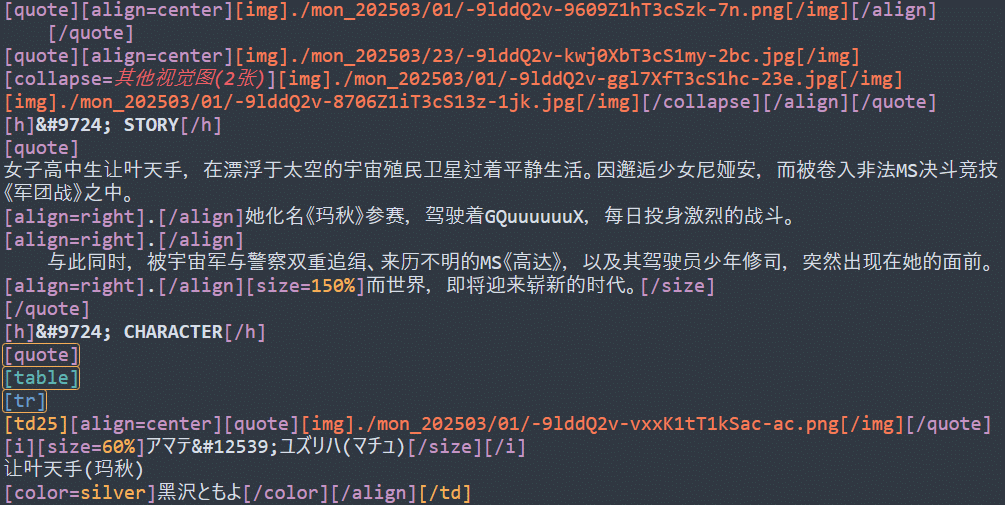 [quote][align=center][img]./mon_202503/01/-9lddQ2v-9609Z1hT3cSzk-7n.png[/img][/align]
[/quote]
[quote][align=center][img]./mon_202503/23/-9lddQ2v-kwj0XbT3cS1my-2bc.jpg[/img]
[collapse=其他视觉图(2张)][img]./mon_202503/01/-9lddQ2v-ggl7XfT3cS1hc-23e.jpg[/img]
[img]./mon_202503/01/-9lddQ2v-8706Z1iT3cS13z-1jk.jpg[/img][/collapse][/align][/quote]
[h]&#9724; STORY[/h]
[quote]
女子高中生让叶天手，在漂浮于太空的宇宙殖民卫星过着平静生活。因邂逅少女尼娅安，而被卷入非法MS决斗竞技
《军团战》之中。
[align=right].[/align]她化名《玛秋》参赛，驾驶着GQuuuuuuX，每日投身激烈的战斗。
[align=right].[/align]
与此同时，被宇宙军与警察双重追缉、来历不明的MS《高达》，以及其驾驶员少年修司，突然出现在她的面前。
[align=right].[/align][size=150%]而世界，即将迎来崭新的时代。[/size]
[/quote]
[h]&#9724; CHARACTER[/h]
[quote]
[table]
[tr]
[td25][align=center][quote][img]./mon_202503/01/-9lddQ2v-vxxK1tT1kSac-ac.png[/img][/quote]
[i][size=60%]アマテ&#12539;ユズリハ(マチュ)[/size][/i]
让叶天手(玛秋)
[color=silver]黑沢ともよ[/color][/align][/td]